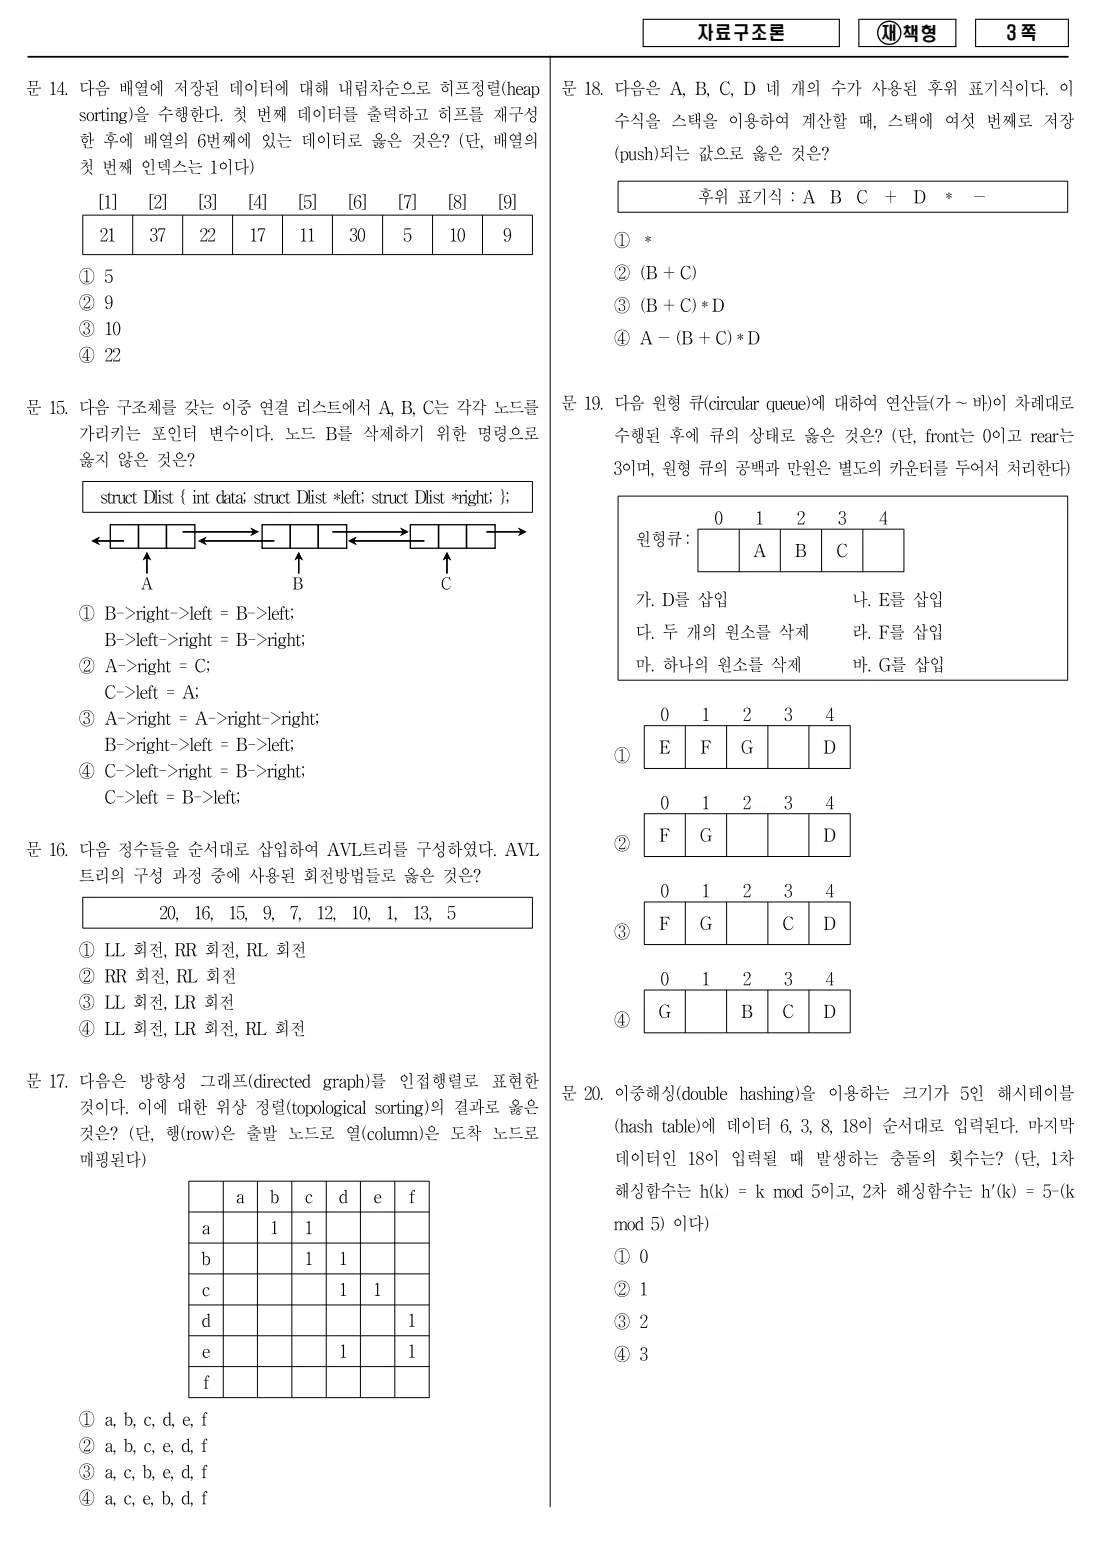 자료구조론
재책형
3쪽
문 14. 다음 배열에 저장된 데이터에 대해 내림차순으로 히프정렬(heap
sorting)을 수행한다. 첫 번째 데이터를 출력하고 히프를 재구성
한 후에 배열의 6번째에 있는 데이터로 옳은 것은? (단, 배열의
첫 번째 인덱스는 1이다)
[1] [2] [3] [4] [5] [6] [7] [8] [9]
21 37 22 17 11 30 5 10 9
① 5
② 9
③ 10
④ 22
문 15. 다음 구조체를 갖는 이중 연결 리스트에서 A, B, C는 각각 노드를
가리키는 포인터 변수이다. 노드 B를 삭제하기 위한 명령으로
옳지 않은 것은?
struct Dlist { int data; struct Dlist *left; struct Dlist *right; };
A B C
① B->right->left = B->left;
B->left->right = B->right;
② A->right = C;
C->left = A;
③ A->right = A->right->right;
B->right->left = B->left;
④ C->left->right = B->right;
C->left = B->left;
문 16. 다음 정수들을 순서대로 삽입하여 AVL트리를 구성하였다. AVL
트리의 구성 과정 중에 사용된 회전방법들로 옳은 것은?
20, 16, 15, 9, 7, 12, 10, 1, 13, 5
① LL 회전, RR 회전, RL 회전
② RR 회전, RL 회전
③ LL 회전, LR 회전
④ LL 회전, LR 회전, RL 회전
문 17. 다음은 방향성 그래프(directed graph)를 인접행렬로 표현한
것이다. 이에 대한 위상 정렬(topological sorting)의 결과로 옳은
것은? (단, 행(row)은 출발 노드로 열(column)은 도착 노드로
매핑된다)
a b c d e f
a 1 1
b 1 1
c 1 1
d 1
e 1 1
f
① a, b, c, d, e, f
② a, b, c, e, d, f
③ a, c, b, e, d, f
④ a, c, e, b, d, f
문 18. 다음은 A, B, C, D 네 개의 수가 사용된 후위 표기식이다. 이
수식을 스택을 이용하여 계산할 때, 스택에 여섯 번째로 저장
(push)되는 값으로 옳은 것은?
후위 표기식 : A B C + D * −
① *
② (B + C)
③ (B + C) * D
④ A − (B + C) * D
문 19. 다음 원형 큐(circular queue)에 대하여 연산들(가 ~ 바)이 차례대로
수행된 후에 큐의 상태로 옳은 것은? (단, front는 0이고 rear는
3이며, 원형 큐의 공백과 만원은 별도의 카운터를 두어서 처리한다)
0 1 2 3 4
원형큐: A B C
가. D를 삽입 나. E를 삽입
다. 두 개의 원소를 삭제 라. F를 삽입
마. 하나의 원소를 삭제 바. G를 삽입
0 1 2 3 4
① E F G D
0 1 2 3 4
② F G D
0 1 2 3 4
③ F G C D
0 1 2 3 4
④ G B C D
문 20. 이중해싱(double hashing)을 이용하는 크기가 5인 해시테이블
(hash table)에 데이터 6, 3, 8, 18이 순서대로 입력된다. 마지막
데이터인 18이 입력될 때 발생하는 충돌의 횟수는? (단, 1차
해싱함수는 h(k) = k mod 5이고, 2차 해싱함수는 h′(k) = 5-(k
mod 5) 이다)
① 0
② 1
③ 2
④ 3